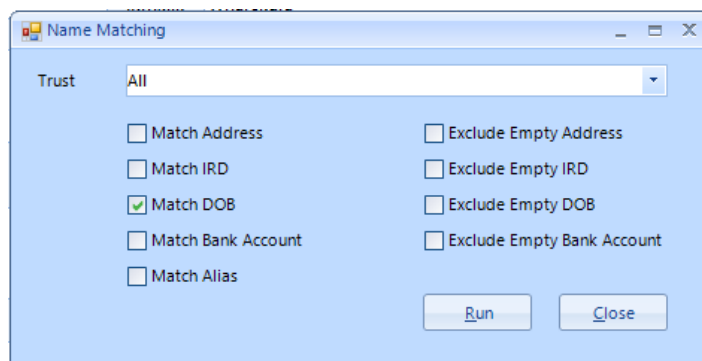 Name Matching
Trust All
Match Address Exclude Empty Address
Match IRD Exclude Empty IRD
Match DOB Exclude Empty DOB
Match Bank Account Exclude Empty Bank Account
Match Alias
Run Close